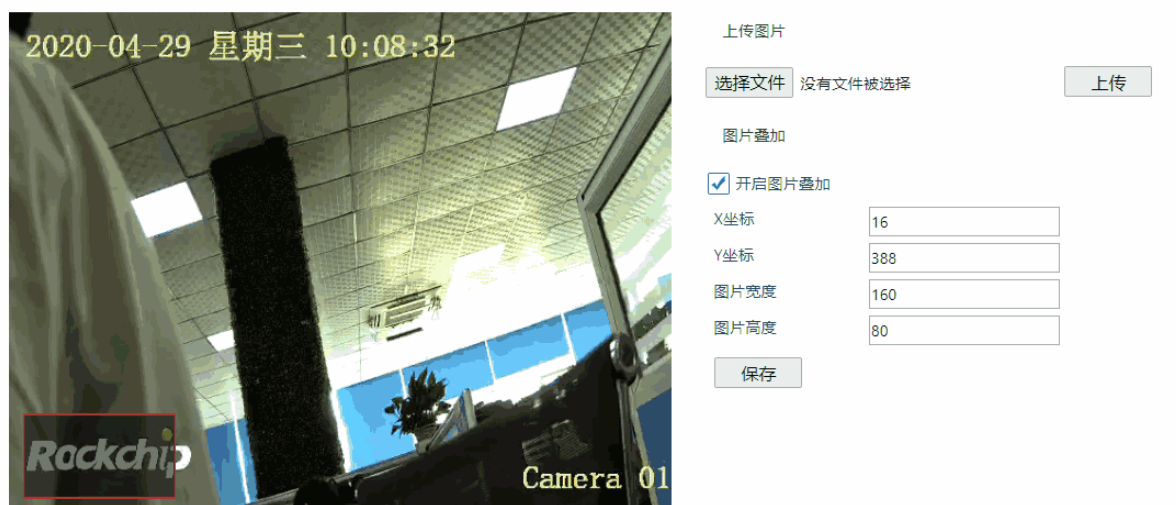 2020-04-29 星期三 10:08:32
Rockchip
Camera 01
上传图片
选择文件 没有文件被选择 上传
图片叠加
开启图片叠加
X坐标 16
Y坐标 388
图片宽度 160
图片高度 80
保存